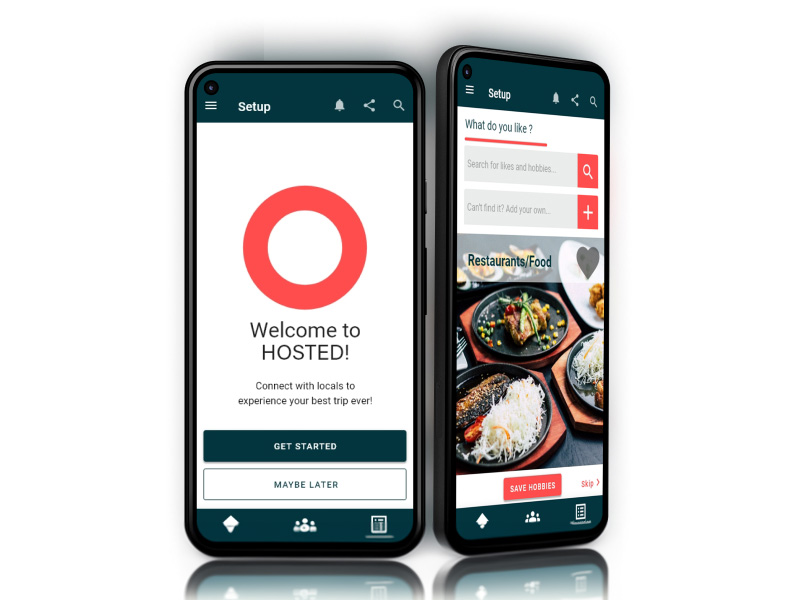 Setup
Welcome to
HOSTED!
Connect with locals to
experience your best trip ever!
GET STARTED
MAYBE LATER
Setup
What do you like ?
Search for likes and hobbies...
Can't find it? Add your own...
Restaurants/Food
SAVE HOBBIES
Skip